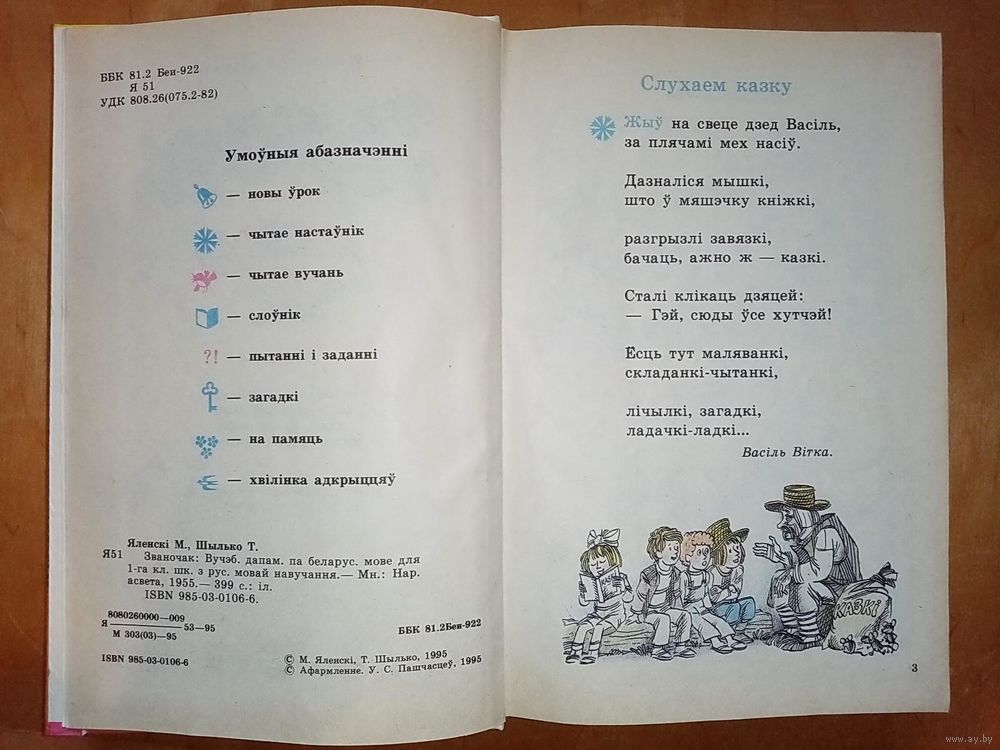 ББК 81.2 Беи-922
Я 51
УДК 808.26(075.2-82)
Умоўныя абазначэнні
— новы ўрок
— чытае настаўнік
— чытае вучань
— слоўнік
?! — пытанні і заданні
— загадкі
— на памяць
— хвілінка адкрыццяў
Яленскі М., Шылько Т.
Я51 Званочак: Вучэб. дапам. па беларус. мове для
1-га кл. шк. з рус. мовай навучання.— Мн.: Нар.
асвета, 1955.— 399 с.: іл.
ISBN 985-03-0106-6.
8080260000—009
Я 53—95
М 303(03)—95
ББК 81.2Беи-922
ISBN 985-03-0106-6
© М. Яленскі, Т. Шылько, 1995
© Афармленне. У. С. Пашчасцеў, 1995
Слухаем казку
Жыў на свеце дзед Васіль,
за плячамі мех насіў.
Дазналіся мышкі,
што ў мяшэчку кніжкі,
разгрызлі завязкі,
бачаць, ажно ж — казкі.
Сталі клікаць дзяцей:
— Гэй, сюды ўсе хутчэй!
Ёсць тут маляванкі,
складанкі-чытанкі,
лічылкі, загадкі,
ладачкі-ладкі...
Васіль Вітка.
КАЗКІ
3
www.ay.by